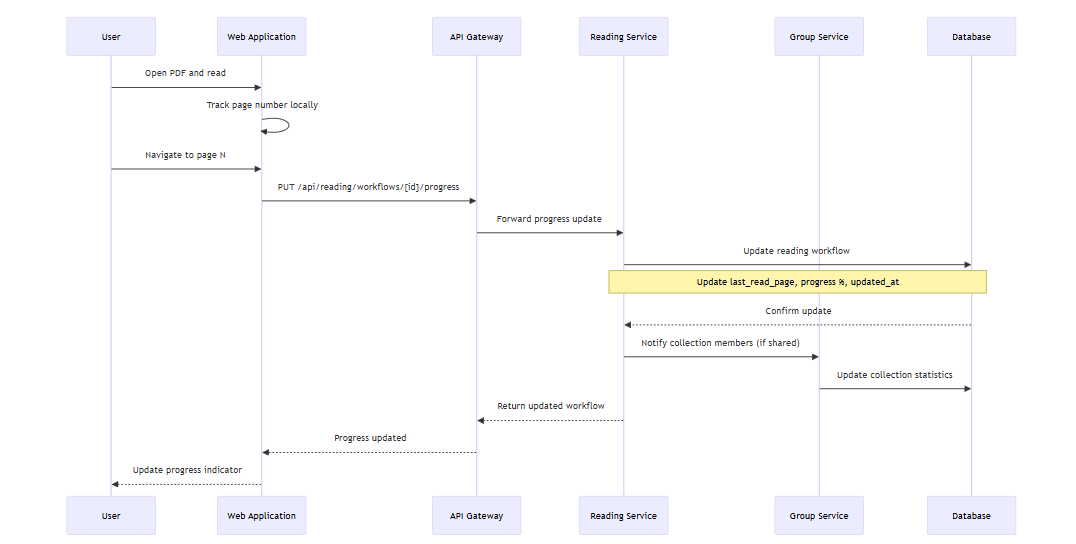 User
Web Application
API Gateway
Reading Service
Group Service
Database
Open PDF and read
Track page number locally
Navigate to page N
PUT /api/reading/workflows/{id}/progress
Forward progress update
Update reading workflow
Update last_read_page, progress %, updated_at
Confirm update
Notify collection members (if shared)
Update collection statistics
Return updated workflow
Progress updated
Update progress indicator
User
Web Application
API Gateway
Reading Service
Group Service
Database